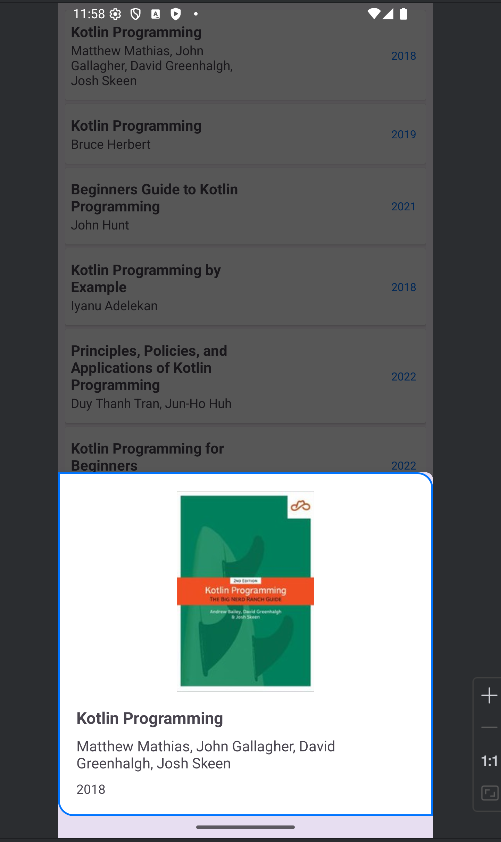 11:58
Kotlin Programming
Matthew Mathias, John
Gallagher, David Greenhalgh,
Josh Skeen
2018
Kotlin Programming
Bruce Herbert
2019
Beginners Guide to Kotlin
Programming
John Hunt
2021
Kotlin Programming by
Example
Iyanu Adelekan
2018
Principles, Policies, and
Applications of Kotlin
Programming
Duy Thanh Tran, Jun-Ho Huh
2022
Kotlin Programming for
Beginners
2022
2ND EDITION
Kotlin Programming
THE BIG NERD RANCH GUIDE
Andrew Bailey, David Greenhalgh
& Josh Skeen
Kotlin Programming
Matthew Mathias, John Gallagher, David
Greenhalgh, Josh Skeen
2018
1:1